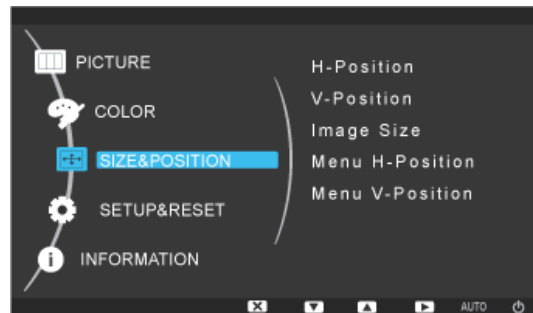 PICTURE
COLOR
SIZE&POSITION
SETUP&RESET
INFORMATION
H-Position
V-Position
Image Size
Menu H-Position
Menu V-Position
AUTO